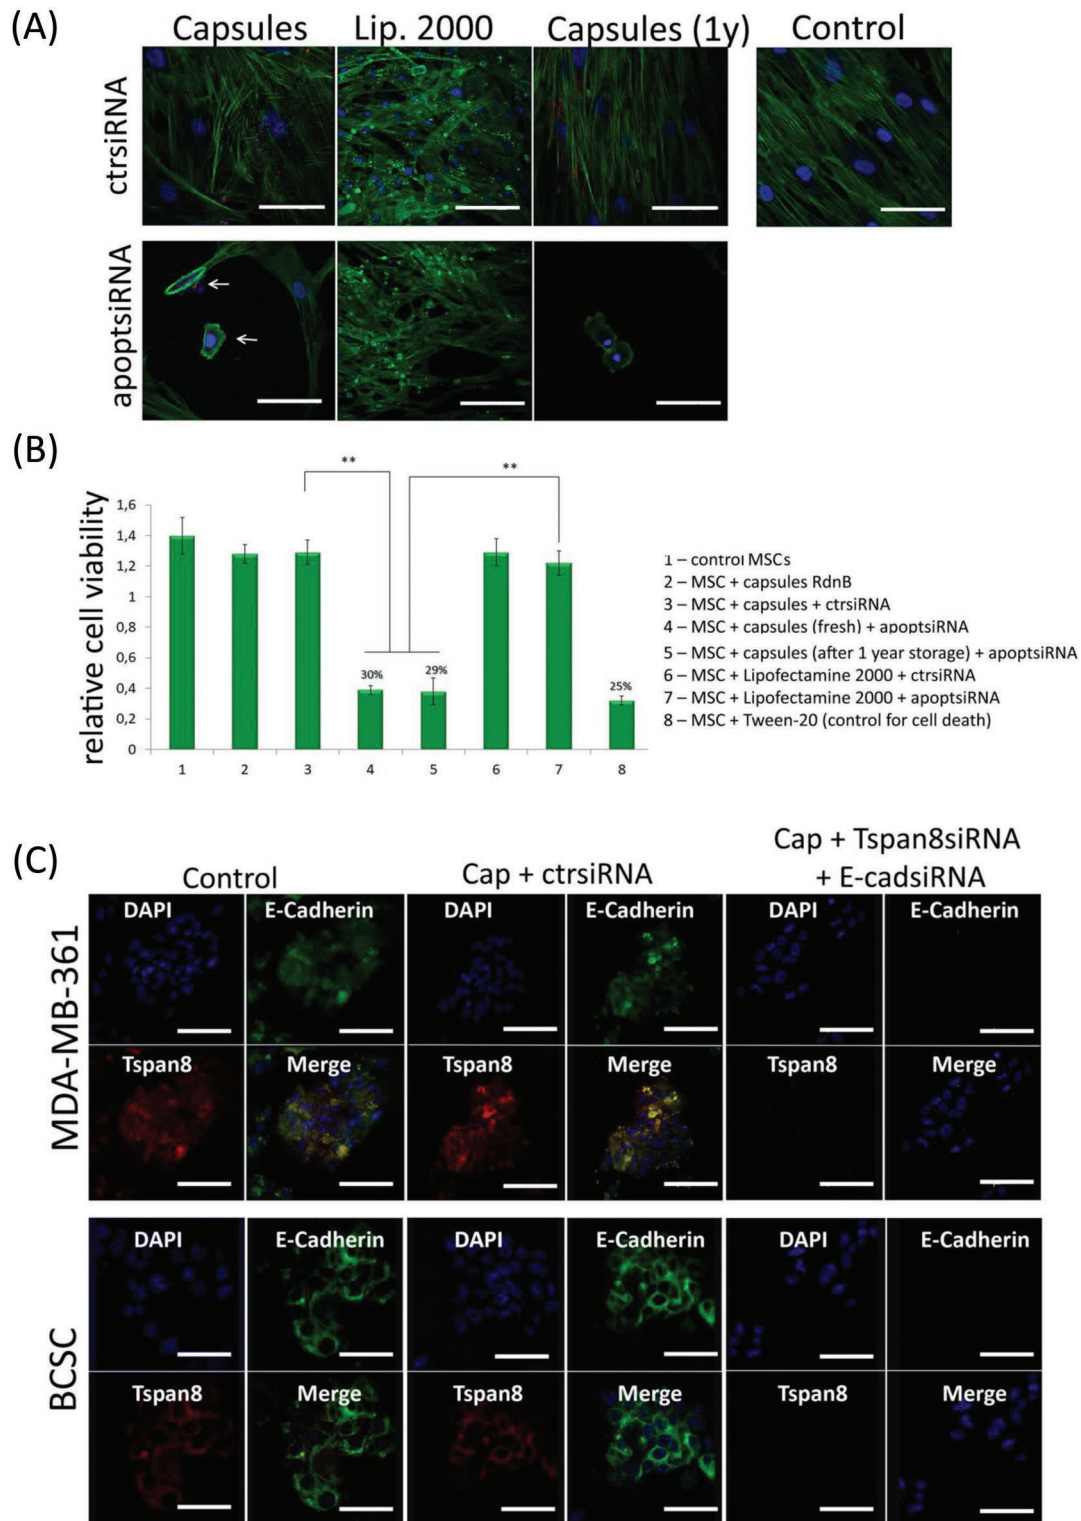 (A)
Capsules
Lip. 2000
Capsules (1y)
Control
ctrsiRNA
apoptsiRNA
(B)
relative cell viability
1,6
1,4
1,2
1
0,8
0,6
0,4
0,2
0
**
**
30%
29%
25%
1 2 3 4 5 6 7 8
1 – control MSCs
2 – MSC + capsules RdnB
3 – MSC + capsules + ctrsiRNA
4 – MSC + capsules (fresh) + apoptsiRNA
5 – MSC + capsules (after 1 year storage) + apoptsiRNA
6 – MSC + Lipofectamine 2000 + ctrsiRNA
7 – MSC + Lipofectamine 2000 + apoptsiRNA
8 – MSC + Tween-20 (control for cell death)
(C)
Control
Cap + ctrsiRNA
Cap + Tspan8siRNA
+ E-cadsiRNA
MDA-MB-361
DAPI
E-Cadherin
DAPI
E-Cadherin
DAPI
E-Cadherin
Tspan8
Merge
Tspan8
Merge
Tspan8
Merge
BCSC
DAPI
E-Cadherin
DAPI
E-Cadherin
DAPI
E-Cadherin
Tspan8
Merge
Tspan8
Merge
Tspan8
Merge